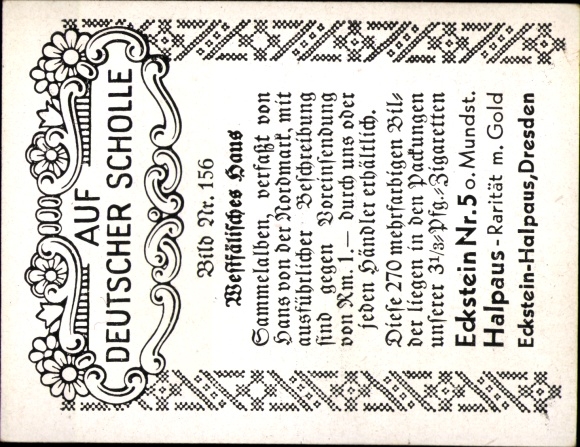 AUF
DEUTSCHER SCHOLLE
Bild Nr. 156
Westfälisches Haus
Sammelalben, verfaßt von
Hans von der Nordmark, mit
ausführlicher Beschreibung
sind gegen Voreinsendung
von Rm. 1.— durch uns oder
jeden Händler erhältlich.
Diese 270 mehrfarbigen Bil-
der liegen in den Packungen
unserer 3 1/3-Pfg.-Zigaretten
Eckstein Nr. 5 o. Mundst.
Halpaus - Rarität m. Gold
Eckstein-Halpaus, Dresden